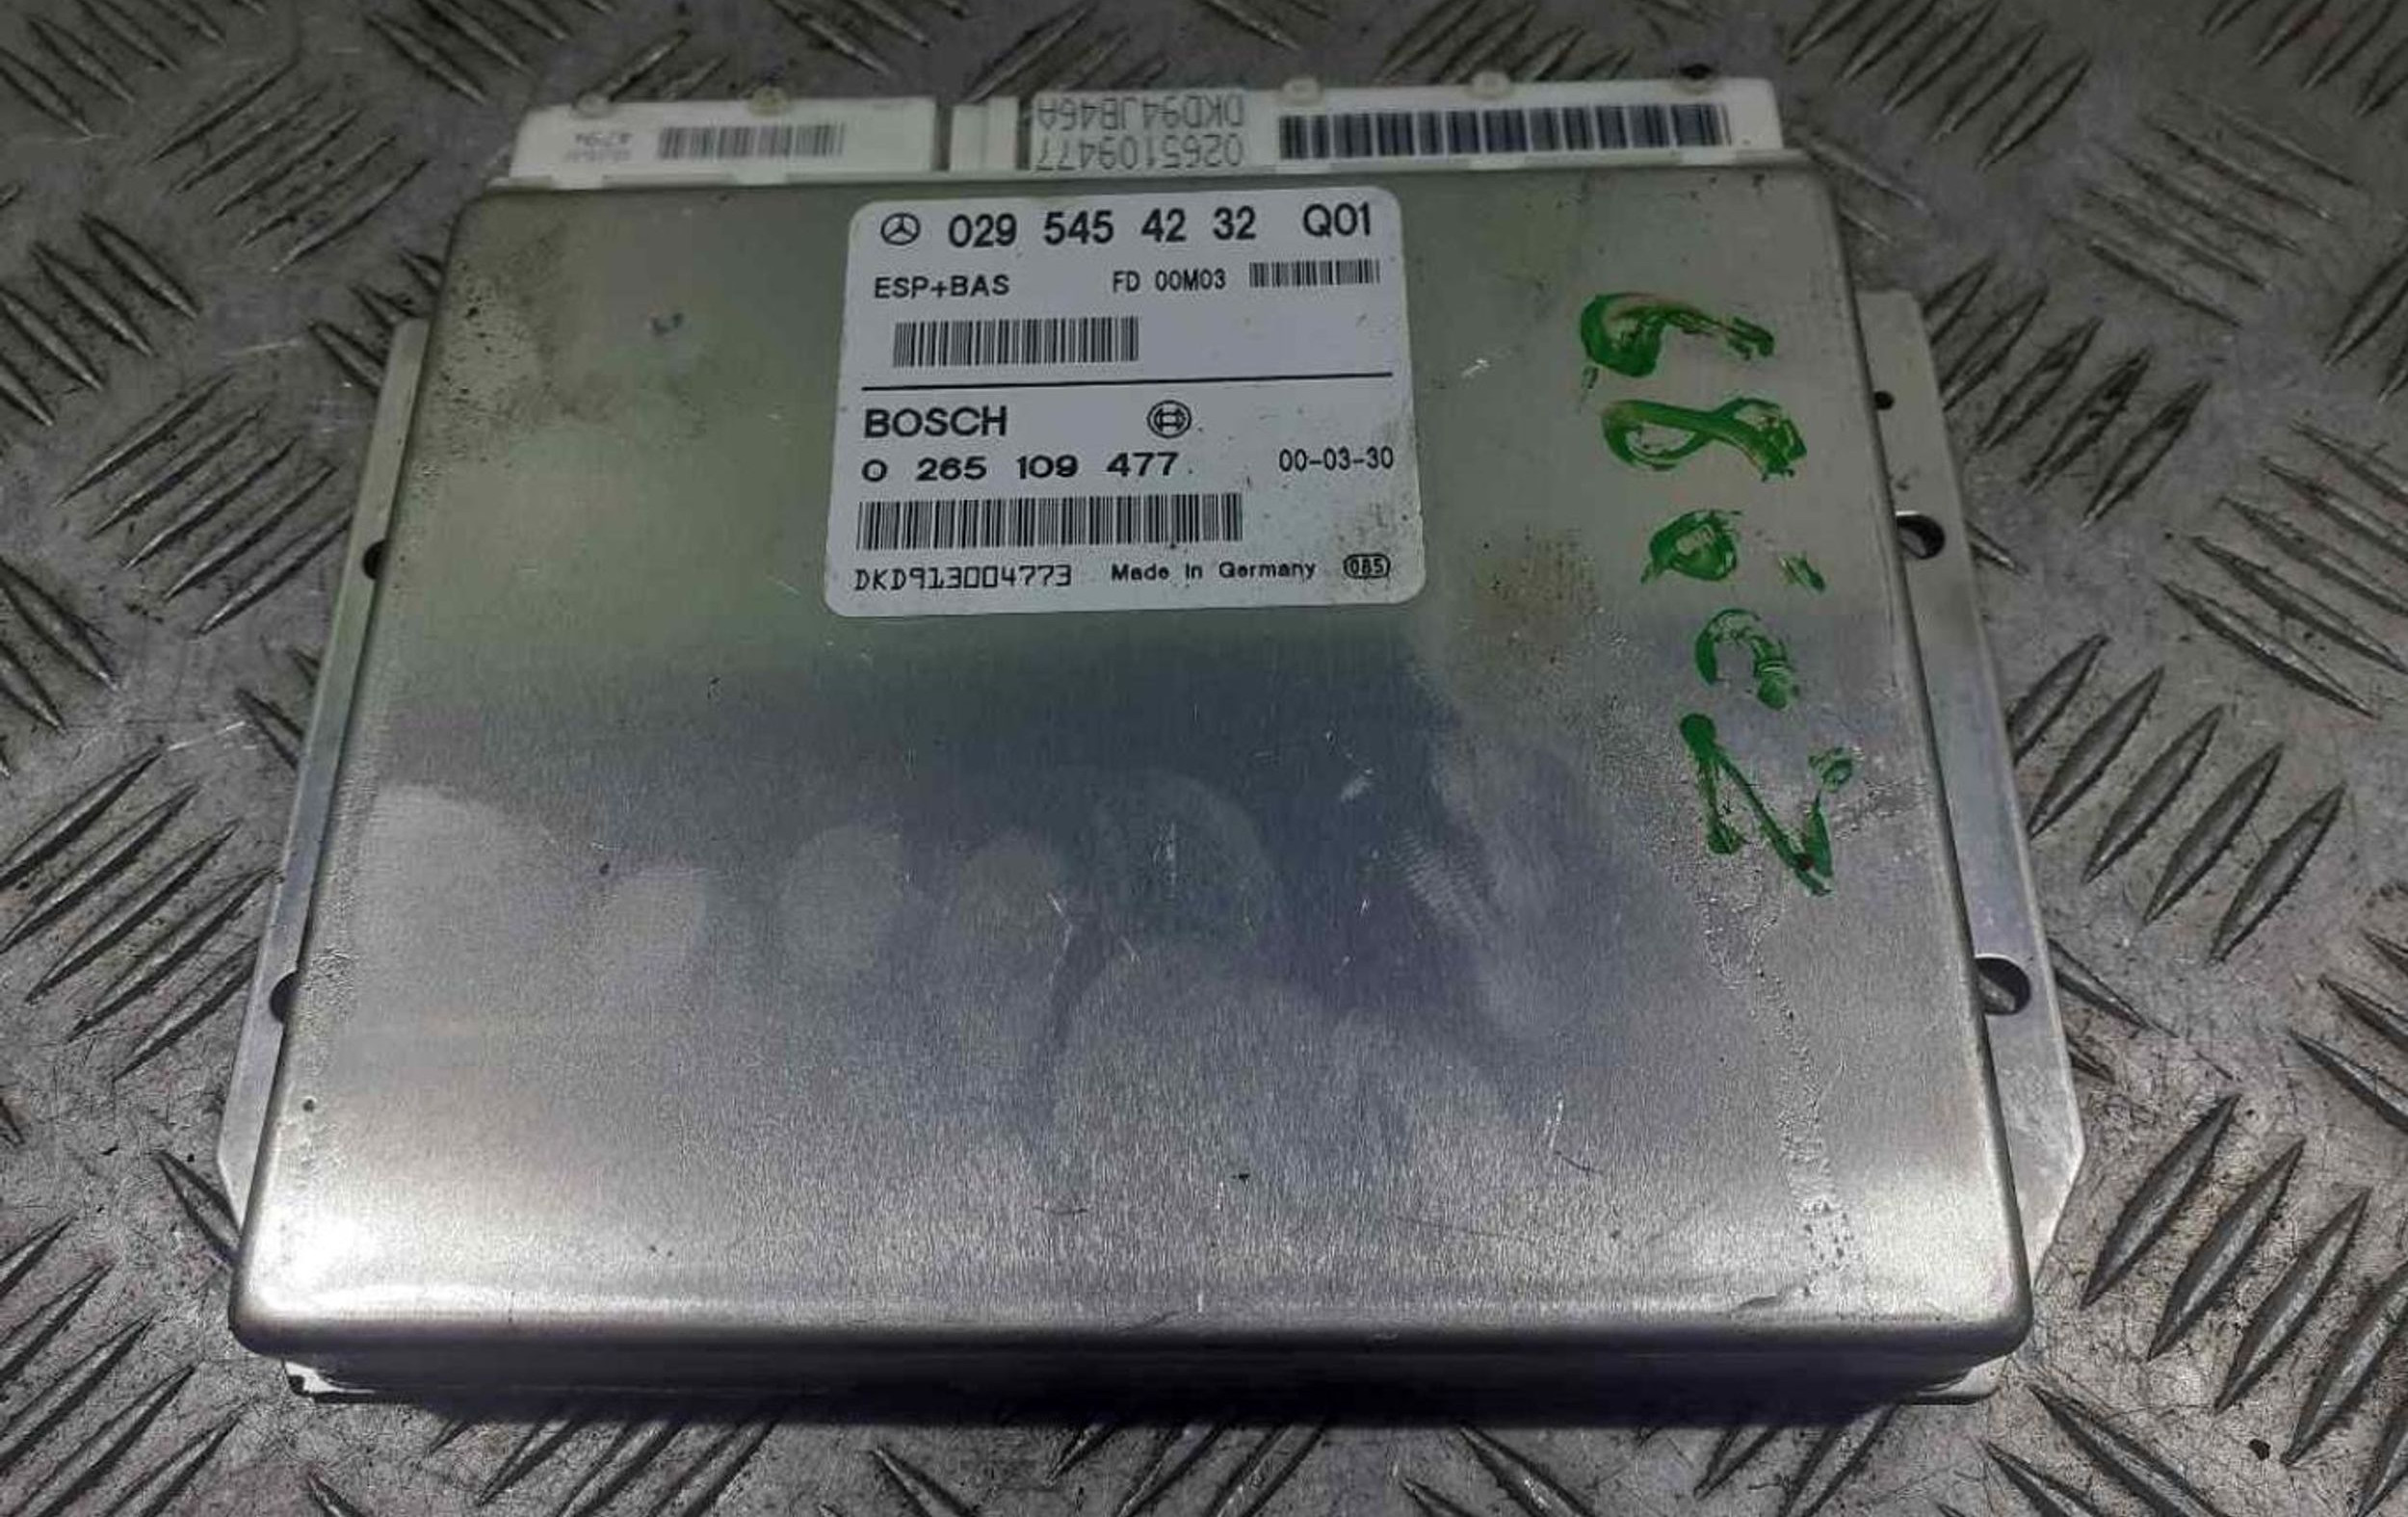 4794
0265109477
DKD94JB46A
029 545 42 32 Q01
ESP+BAS FD 00M03
BOSCH
0 265 109 477 00-03-30
DKD913004773 Made in Germany 085